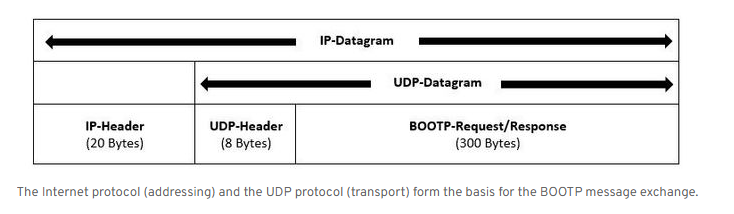 IP-Datagram
UDP-Datagram
IP-Header
(20 Bytes)
UDP-Header
(8 Bytes)
BOOTP-Request/Response
(300 Bytes)
The Internet protocol (addressing) and the UDP protocol (transport) form the basis for the BOOTP message exchange.